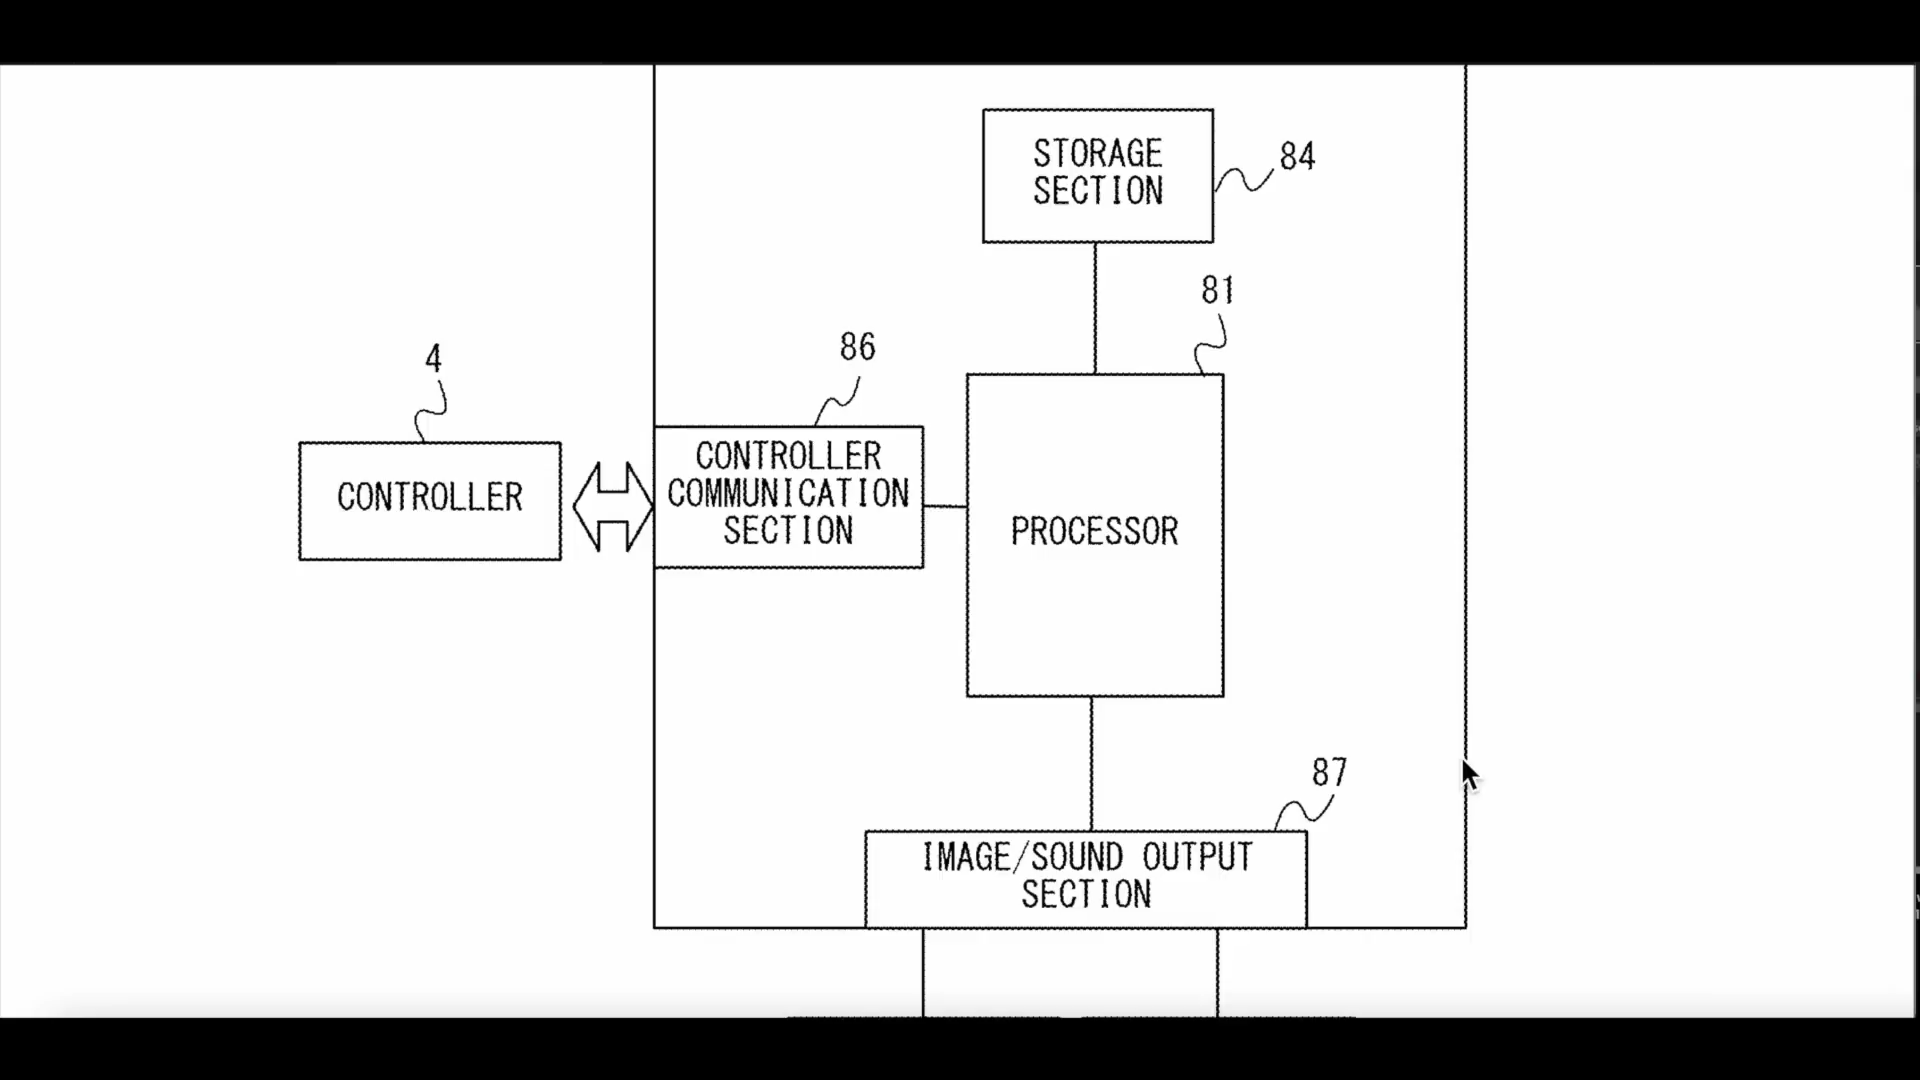 STORAGE
SECTION
84
81
86
4
CONTROLLER
COMMUNICATION
SECTION
CONTROLLER
PROCESSOR
87
IMAGE/SOUND OUTPUT
SECTION